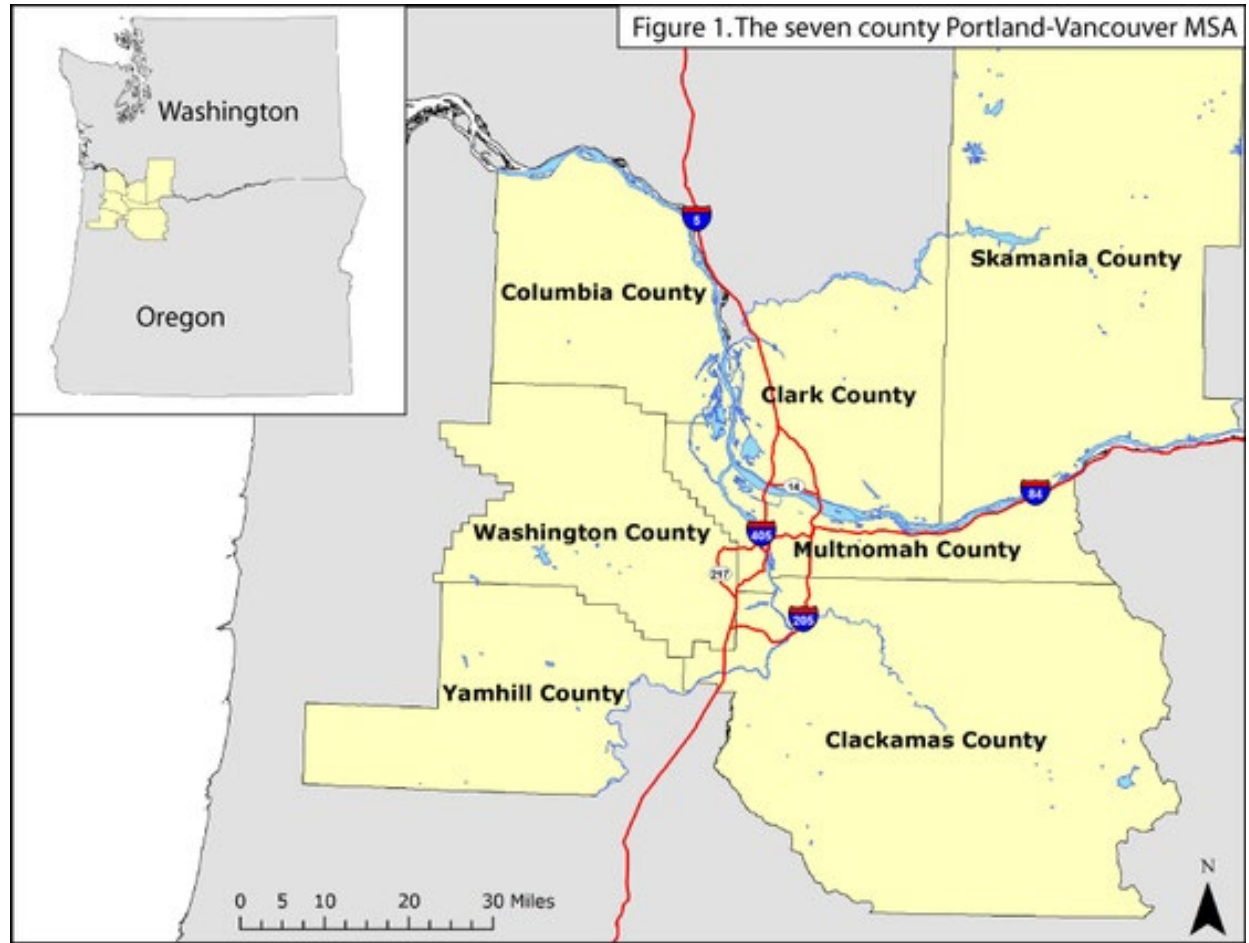 Figure 1. The seven county Portland-Vancouver MSA
Washington
Oregon
5
Skamania County
Columbia County
Clark County
14
84
Washington County
405
Multnomah County
217
205
Yamhill County
Clackamas County
N
0 5 10 20 30 Miles